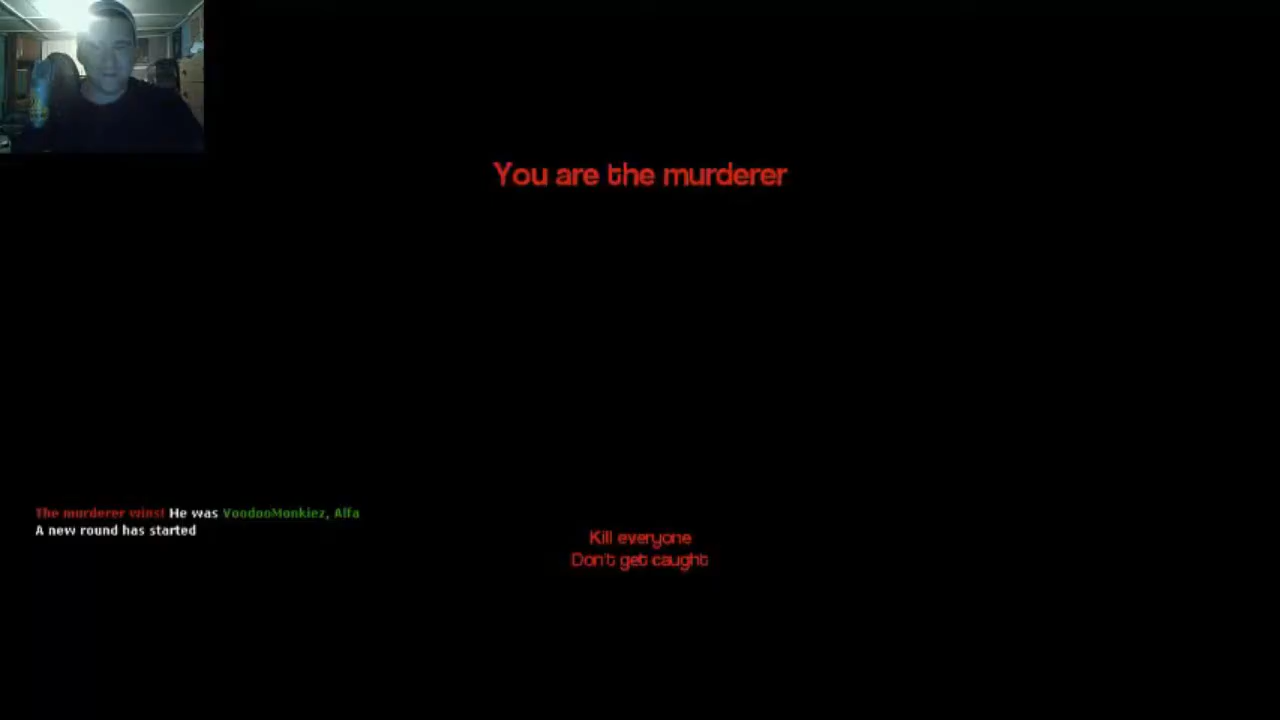 You are the murderer
The murderer wins! He was VoodooMonkiez, Alfa
A new round has started
Kill everyone
Don't get caught